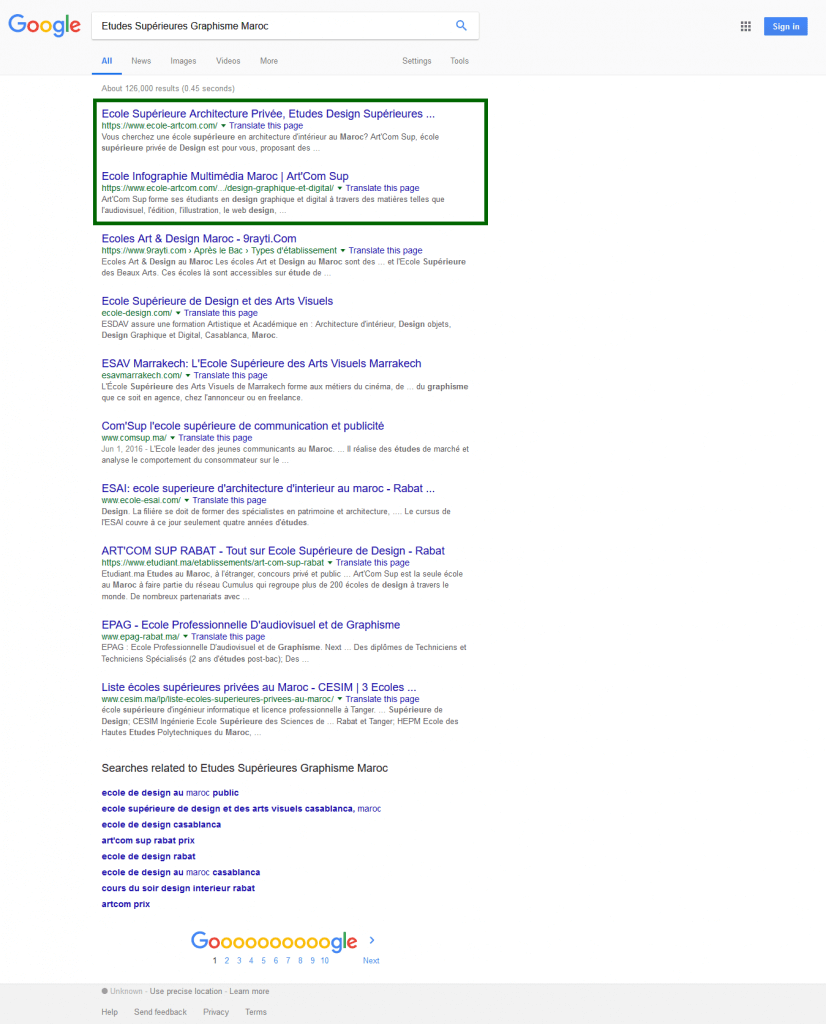 Google
Etudes Supérieures Graphisme Maroc
Sign in
All News Images Videos More Settings Tools
About 126,000 results (0.45 seconds)
Ecole Supérieure Architecture Privée, Etudes Design Supérieures ...
https://www.ecole-artcom.com/ Translate this page
Vous cherchez une école supérieure en architecture d'intérieur au Maroc? Art'Com Sup, école
supérieure privée de Design est pour vous, proposant des ...
Ecole Infographie Multimédia Maroc | Art'Com Sup
https://www.ecole-artcom.com/.../design-graphique-et-digital/ Translate this page
Art'Com Sup forme ses étudiants en design graphique et digital à travers des matières telles que
l'audiovisuel, l'édition, l'illustration, le web design, ...
Ecoles Art & Design Maroc - 9rayti.Com
https://www.9rayti.com › Après le Bac › Types d'établissement Translate this page
Ecoles Art & Design au Maroc Les écoles Art et Design au Maroc sont des ... et l'Ecole Supérieure
des Beaux Arts. Ces écoles là sont accessibles sur étude de ...
Ecole Supérieure de Design et des Arts Visuels
ecole-design.com/ Translate this page
ESDAV assure une formation Artistique et Académique en : Architecture d'intérieur, Design objets,
Design Graphique et Digital, Casablanca, Maroc.
ESAV Marrakech: L'Ecole Supérieure des Arts Visuels Marrakech
esavmarrakech.com/ Translate this page
L'École Supérieure des Arts Visuels de Marrakech forme aux métiers du cinéma, de ... du graphisme
que ce soit en agence, chez l'annonceur ou en freelance.
Com'Sup l'ecole supérieure de communication et publicité
www.comsup.ma/ Translate this page
Jun 1, 2016 - L'Ecole leader des jeunes communicants au Maroc. ... Il réalise des études de marché et
analyse le comportement du consommateur sur le ...
ESAI: ecole superieure d'architecture d'interieur au maroc - Rabat ...
www.ecole-esai.com/ Translate this page
Design. La filière se doit de former des spécialistes en patrimoine et architecture, .... Le cursus de
l'ESAI couvre à ce jour seulement quatre années d'études.
ART'COM SUP RABAT - Tout sur Ecole Supérieure de Design - Rabat
https://www.etudiant.ma/etablissements/art-com-sup-rabat Translate this page
Etudiant.ma Etudes au Maroc, à l'étranger, concours privé et public ... Art'Com Sup est la seule école
au Maroc à faire partie du réseau Cumulus qui regroupe plus de 200 écoles de design à travers le
monde. De nombreux partenariats avec ...
EPAG - Ecole Professionnelle D'audiovisuel et de Graphisme
www.epag-rabat.ma/ Translate this page
EPAG : Ecole Professionnelle D'audiovisuel et de Graphisme. Next ... Des diplômes de Techniciens et
Techniciens Spécialisés (2 ans d'études post-bac); Des ...
Liste écoles supérieures privées au Maroc - CESIM | 3 Ecoles ...
www.cesim.ma/lp/liste-ecoles-superieures-privees-au-maroc/ Translate this page
école supérieure d'ingénieur informatique et licence professionnelle à Tanger. ... Supérieure de
Design; CESIM Ingénierie Ecole Supérieure des Sciences de ... Rabat et Tanger; HEPM Ecole des
Hautes Etudes Polytechniques du Maroc, ...
Searches related to Etudes Supérieures Graphisme Maroc
ecole de design au maroc public
ecole supérieure de design et des arts visuels casablanca, maroc
ecole de design casablanca
art'com sup rabat prix
ecole de design rabat
ecole de design au maroc casablanca
cours du soir design interieur rabat
artcom prix
Goooooooooogle
1 2 3 4 5 6 7 8 9 10 Next
Unknown - Use precise location - Learn more
Help Send feedback Privacy Terms